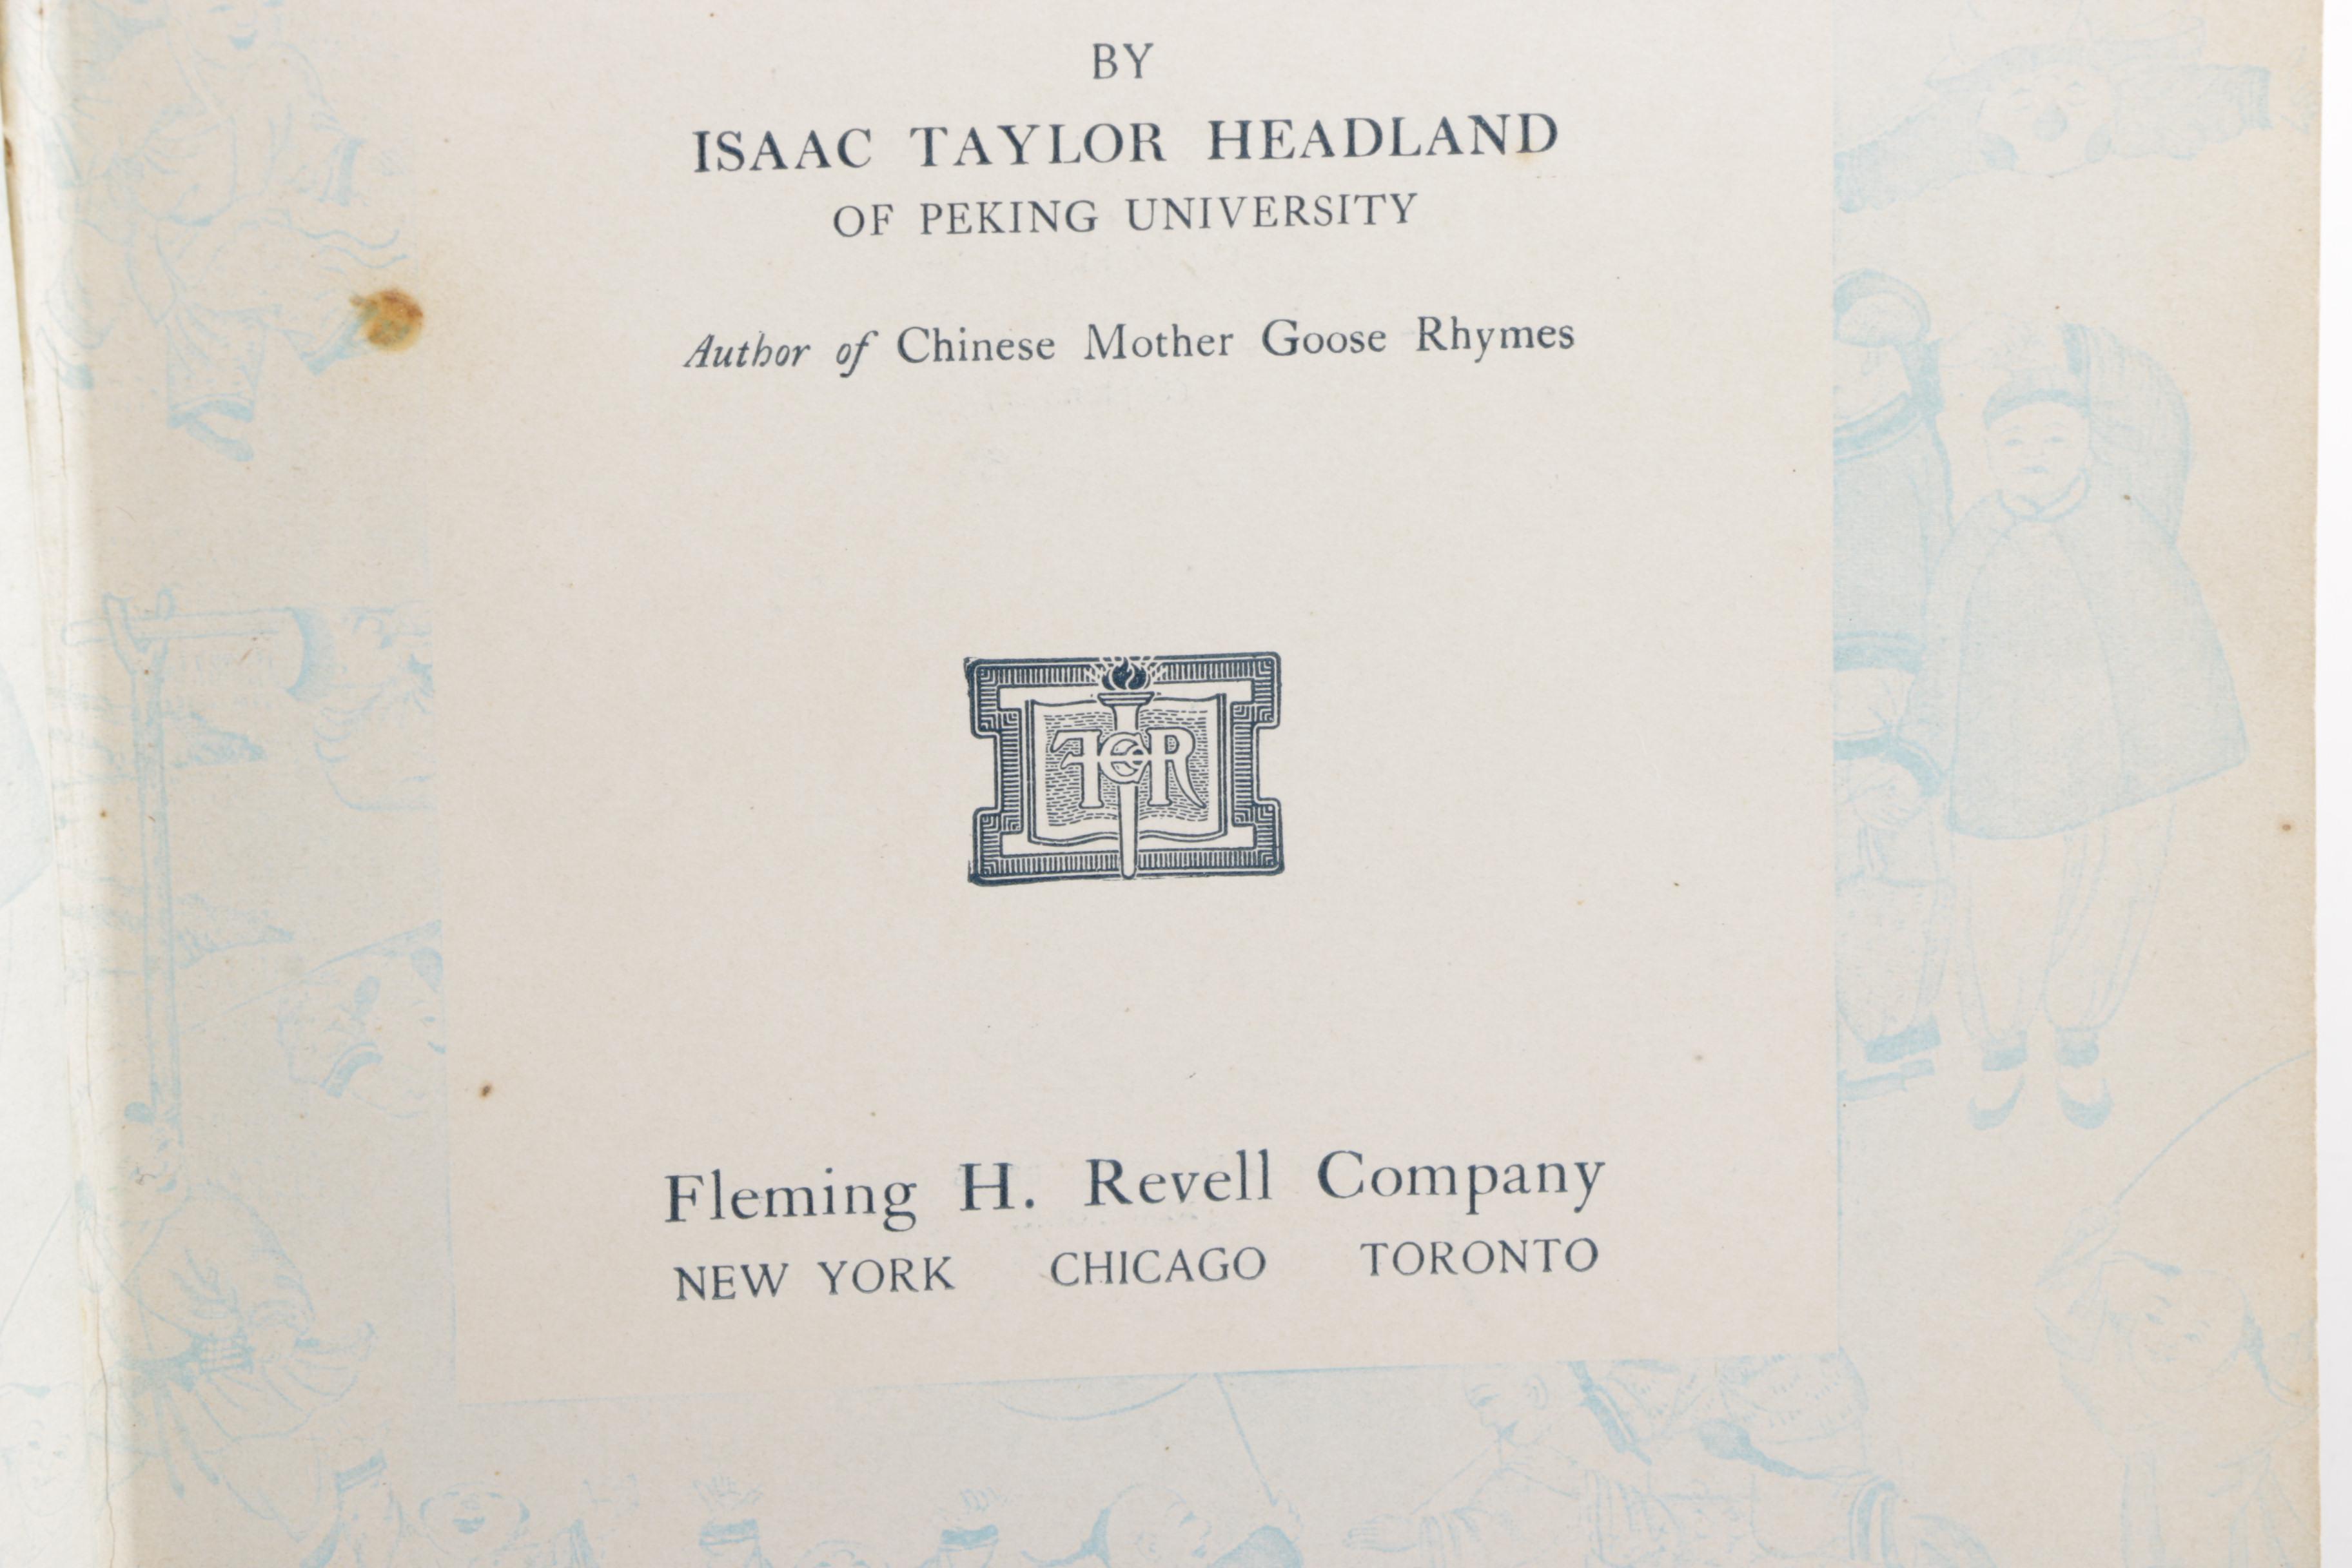 BY
ISAAC TAYLOR HEADLAND
OF PEKING UNIVERSITY
Author of Chinese Mother Goose Rhymes
FCR
Fleming H. Revell Company
NEW YORK CHICAGO TORONTO